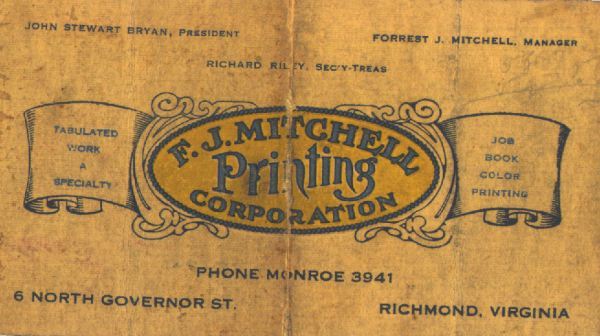 JOHN STEWART BRYAN, PRESIDENT
FORREST J. MITCHELL, MANAGER
RICHARD RILEY, SEC'Y-TREAS
TABULATED
WORK
A
SPECIALTY
F. J. MITCHELL
Printing
CORPORATION
JOB
BOOK
COLOR
PRINTING
PHONE MONROE 3941
6 NORTH GOVERNOR ST.
RICHMOND, VIRGINIA